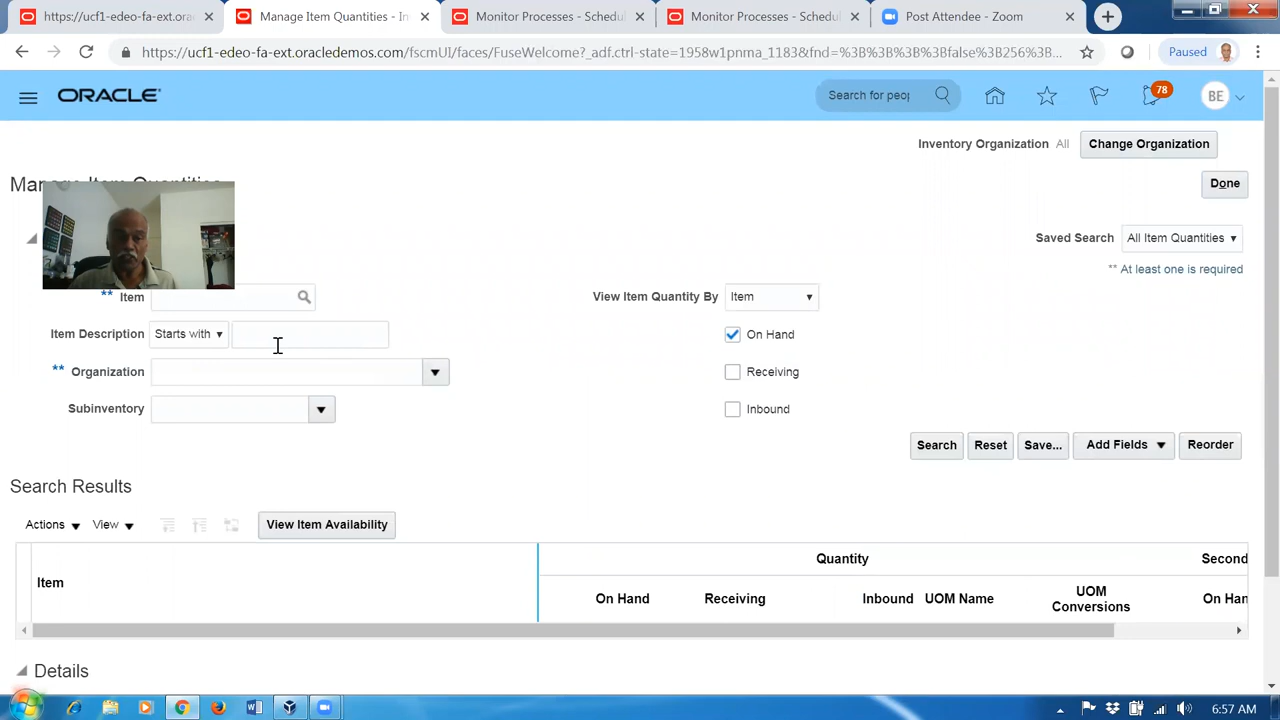 https://ucf1-edeo-fa-ext.ora
Manage Item Quantities - In
Monitor Processes - Schedul
Monitor Processes - Schedul
Post Attendee - Zoom
ucf1-edeo-fa-ext.oracledemos.com/fscmUI/faces/FuseWelcome?_adf.ctrl-state=1958w1pnma_1183&fnd=%3B%3B%3B%3Bfalse%3B256%3B%3B...
Paused
ORACLE
Search for peop
78
BE
Inventory Organization All
Change Organization
Manage Item Quantities
Done
Saved Search All Item Quantities
** At least one is required
** Item
View Item Quantity By Item
Item Description Starts with
On Hand
** Organization
Receiving
Subinventory
Inbound
Search Reset Save... Add Fields Reorder
Search Results
Actions View View Item Availability
Quantity Second
Item
On Hand Receiving Inbound UOM Name UOM Conversions On Han
Details
6:57 AM